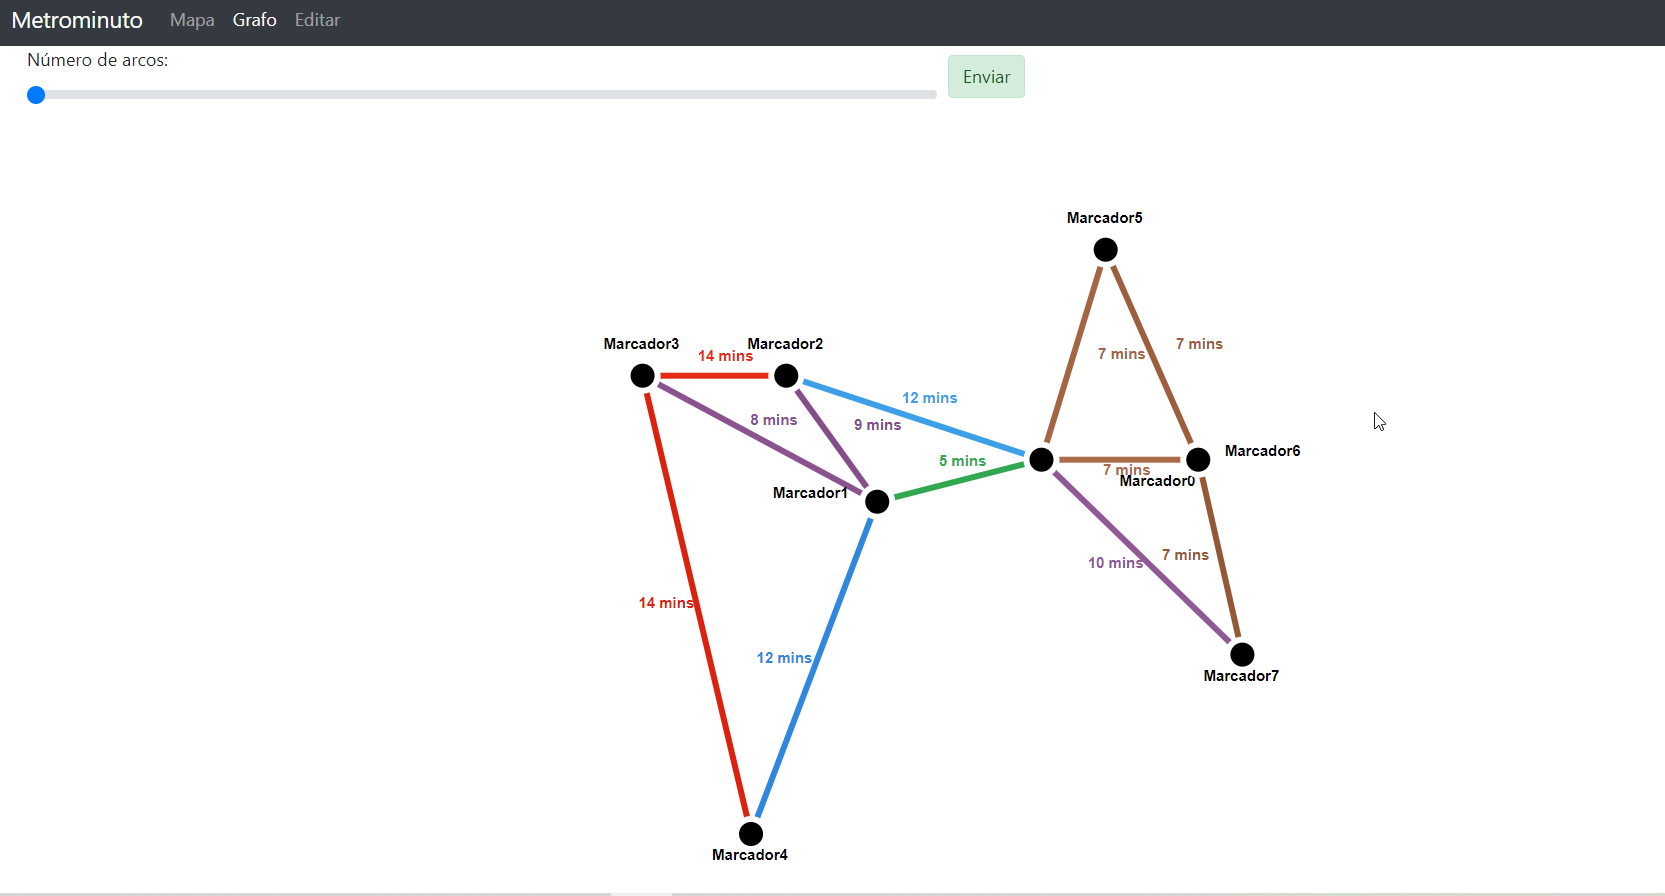 Metrominuto Mapa Grafo Editar
Número de arcos:
Enviar
Marcador5
Marcador3
Marcador2
7 mins
7 mins
14 mins
12 mins
8 mins
9 mins
5 mins
Marcador6
7 mins
Marcador0
Marcador1
7 mins
10 mins
14 mins
12 mins
Marcador7
Marcador4